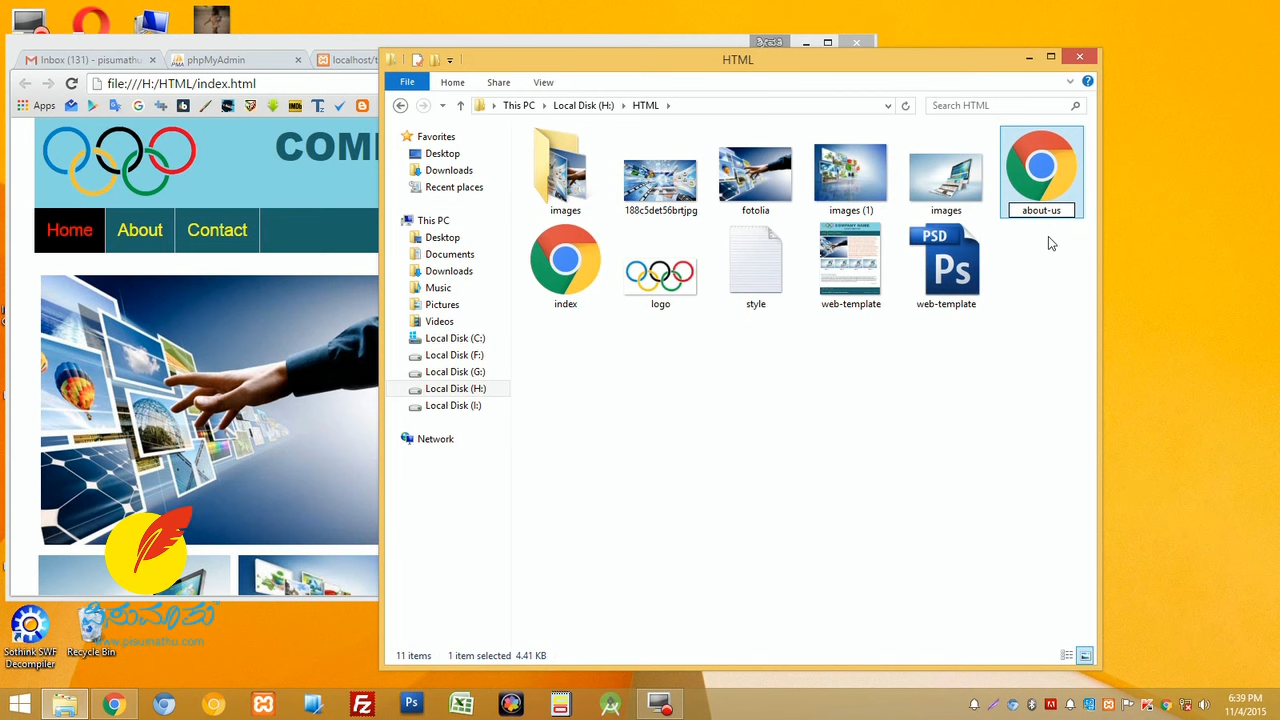 ಕನ್ನಡ
Inbox (131) - pisumathu
phpMyAdmin
localhost/t
HTML
file:///H:/HTML/index.html
File
Home
Share
View
Apps
This PC
Local Disk (H:)
HTML
Search HTML
COM
Home
About
Contact
Favorites
Desktop
Downloads
Recent places
This PC
Desktop
Documents
Downloads
Music
Pictures
Videos
Local Disk (C:)
Local Disk (F:)
Local Disk (G:)
Local Disk (H:)
Local Disk (I:)
Network
images
188c5det56brtjpg
fotolia
images (1)
images
about-us
index
logo
style
web-template
PSD
Ps
web-template
ಪಿಸುಮಾತು
www.pisumathu.com
Sothink SWF
Decompiler
Recycle Bin
11 items
1 item selected 4.41 KB
Fz
Ps
6:39 PM
11/4/2015